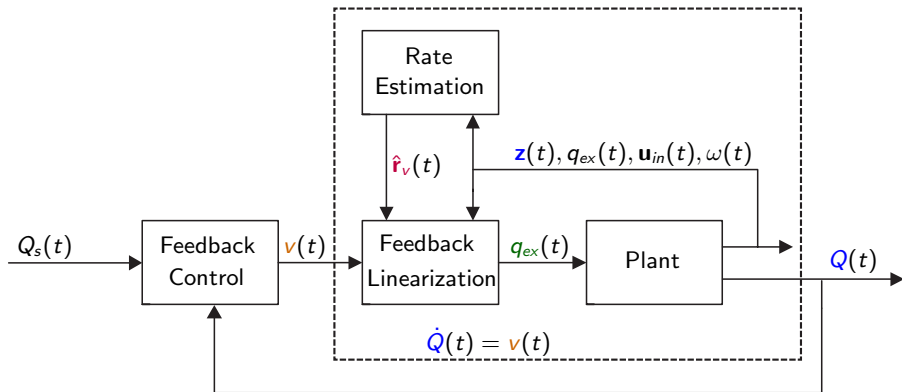 Rate
Estimation
z(t), q_ex(t), u_in(t), ω(t)
r̂_v(t)
Q_s(t)
Feedback
Control
v(t)
Feedback
Linearization
q_ex(t)
Plant
Q(t)
Q̇(t) = v(t)